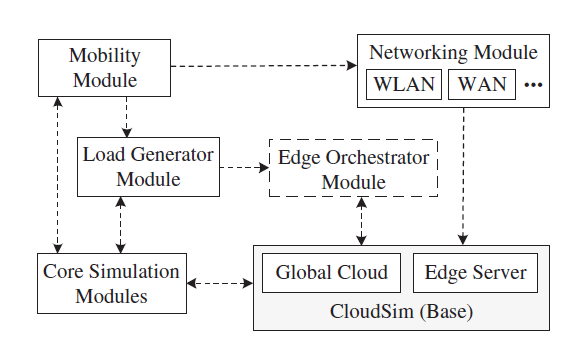 Mobility
Module
Networking Module
WLAN WAN •••
Load Generator
Module
Edge Orchestrator
Module
Core Simulation
Modules
Global Cloud Edge Server
CloudSim (Base)